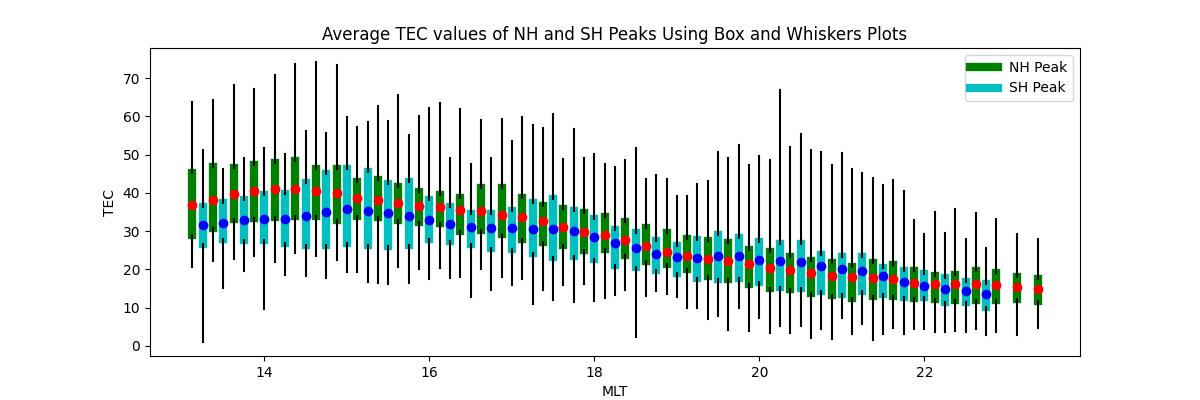 Average TEC values of NH and SH Peaks Using Box and Whiskers Plots
NH Peak
SH Peak
TEC
70
60
50
40
30
20
10
0
14 16 18 20 22
MLT